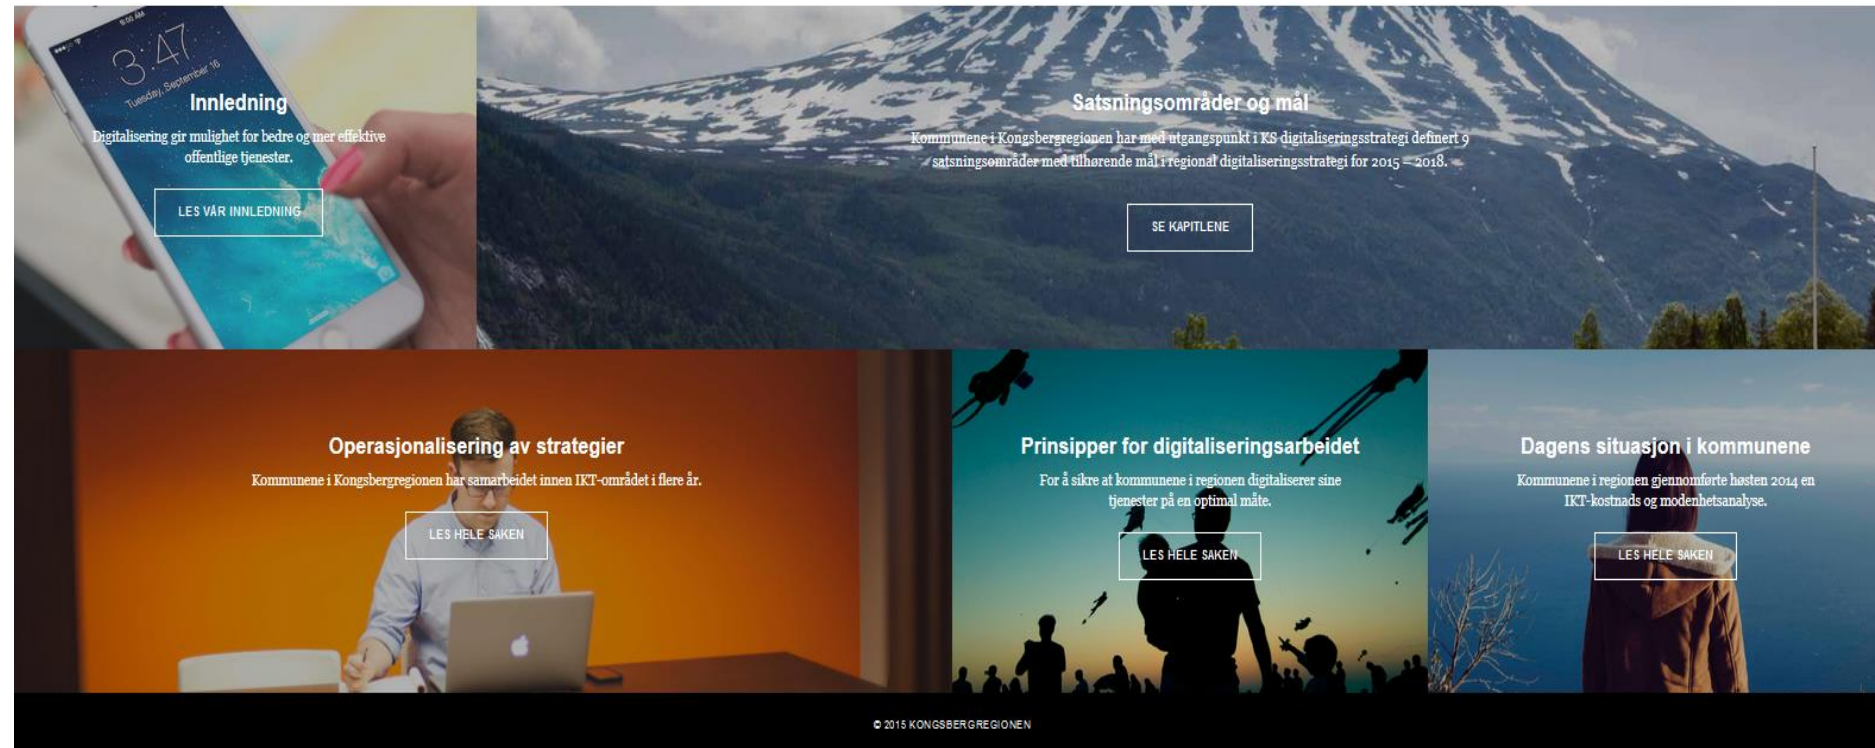 9:00 AM
3:47
Tuesday, September 16
Innledning
Digitalisering gir mulighet for bedre og mer effektive
offentlige tjenester.
LES VÅR INNLEDNING
Satsningsområder og mål
Kommunene i Kongsbergregionen har med utgangspunkt i KS digitaliseringsstrategi definert 9
satsningsområder med tilhørende mål i regional digitaliseringsstrategi for 2015 – 2018.
SE KAPITLENE
Operasjonalisering av strategier
Kommunene i Kongsbergregionen har samarbeidet innen IKT-området i flere år.
LES HELE SAKEN
Prinsipper for digitaliseringsarbeidet
For å sikre at kommunene i regionen digitaliserer sine
tjenester på en optimal måte.
LES HELE SAKEN
Dagens situasjon i kommunene
Kommunene i regionen gjennomførte høsten 2014 en
IKT-kostnads og modenhetsanalyse.
LES HELE SAKEN
© 2015 KONGSBERGREGIONEN